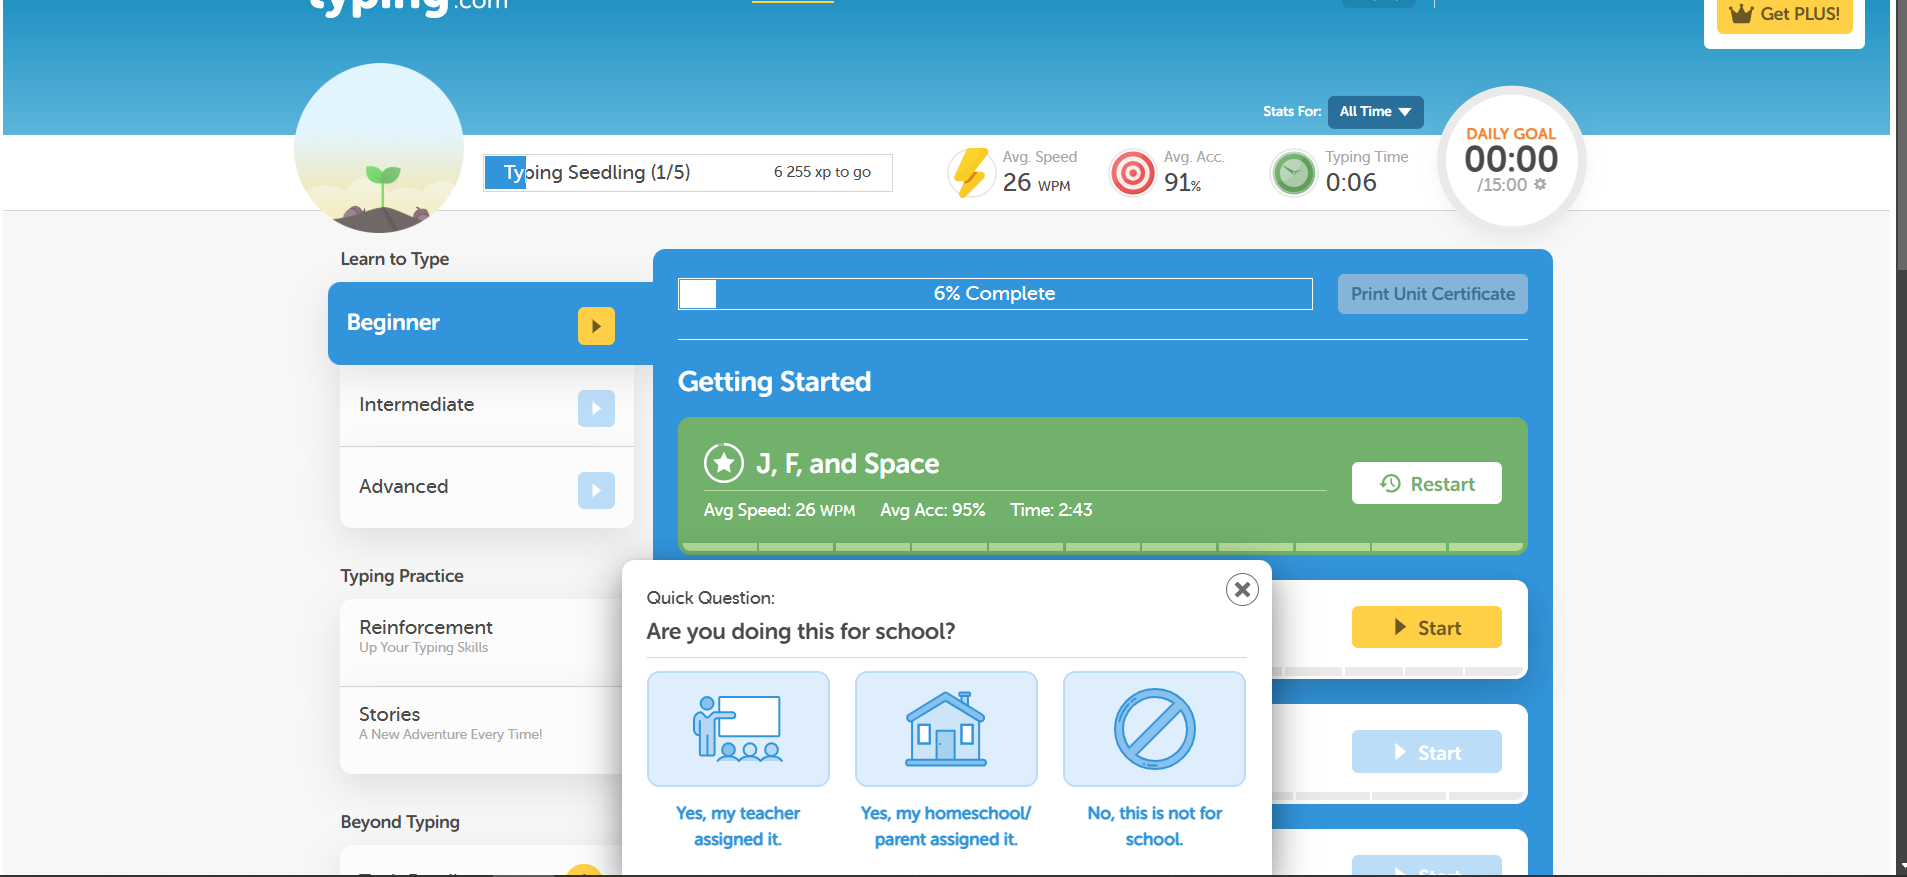 typing.com
Get PLUS!
Stats For: All Time
Typing Seedling (1/5) 6 255 xp to go
Avg. Speed
26 WPM
Avg. Acc.
91%
Typing Time
0:06
DAILY GOAL
00:00
/15:00
Learn to Type
Beginner
Intermediate
Advanced
Typing Practice
Reinforcement
Up Your Typing Skills
Stories
A New Adventure Every Time!
Beyond Typing
6% Complete
Print Unit Certificate
Getting Started
J, F, and Space
Avg Speed: 26 WPM Avg Acc: 95% Time: 2:43
Restart
Start
Start
Start
Quick Question:
Are you doing this for school?
Yes, my teacher
assigned it.
Yes, my homeschool/
parent assigned it.
No, this is not for
school.